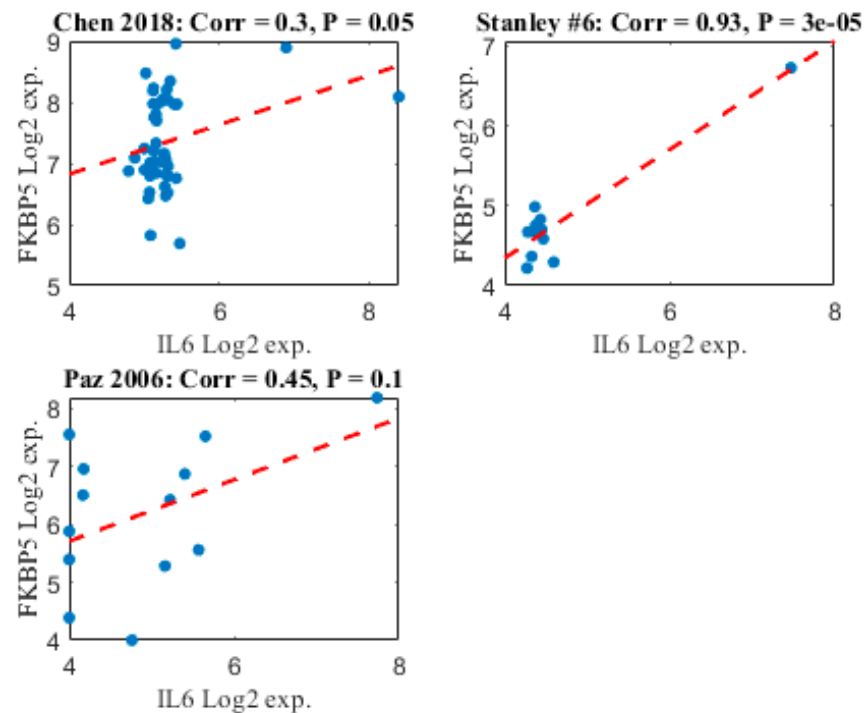 Chen 2018: Corr = 0.3, P = 0.05
9
8
7
6
5
FKBP5 Log2 exp.
4
6
8
IL6 Log2 exp.
Stanley #6: Corr = 0.93, P = 3e-05
7
6
5
4
FKBP5 Log2 exp.
4
6
8
IL6 Log2 exp.
Paz 2006: Corr = 0.45, P = 0.1
8
7
6
5
4
FKBP5 Log2 exp.
4
6
8
IL6 Log2 exp.